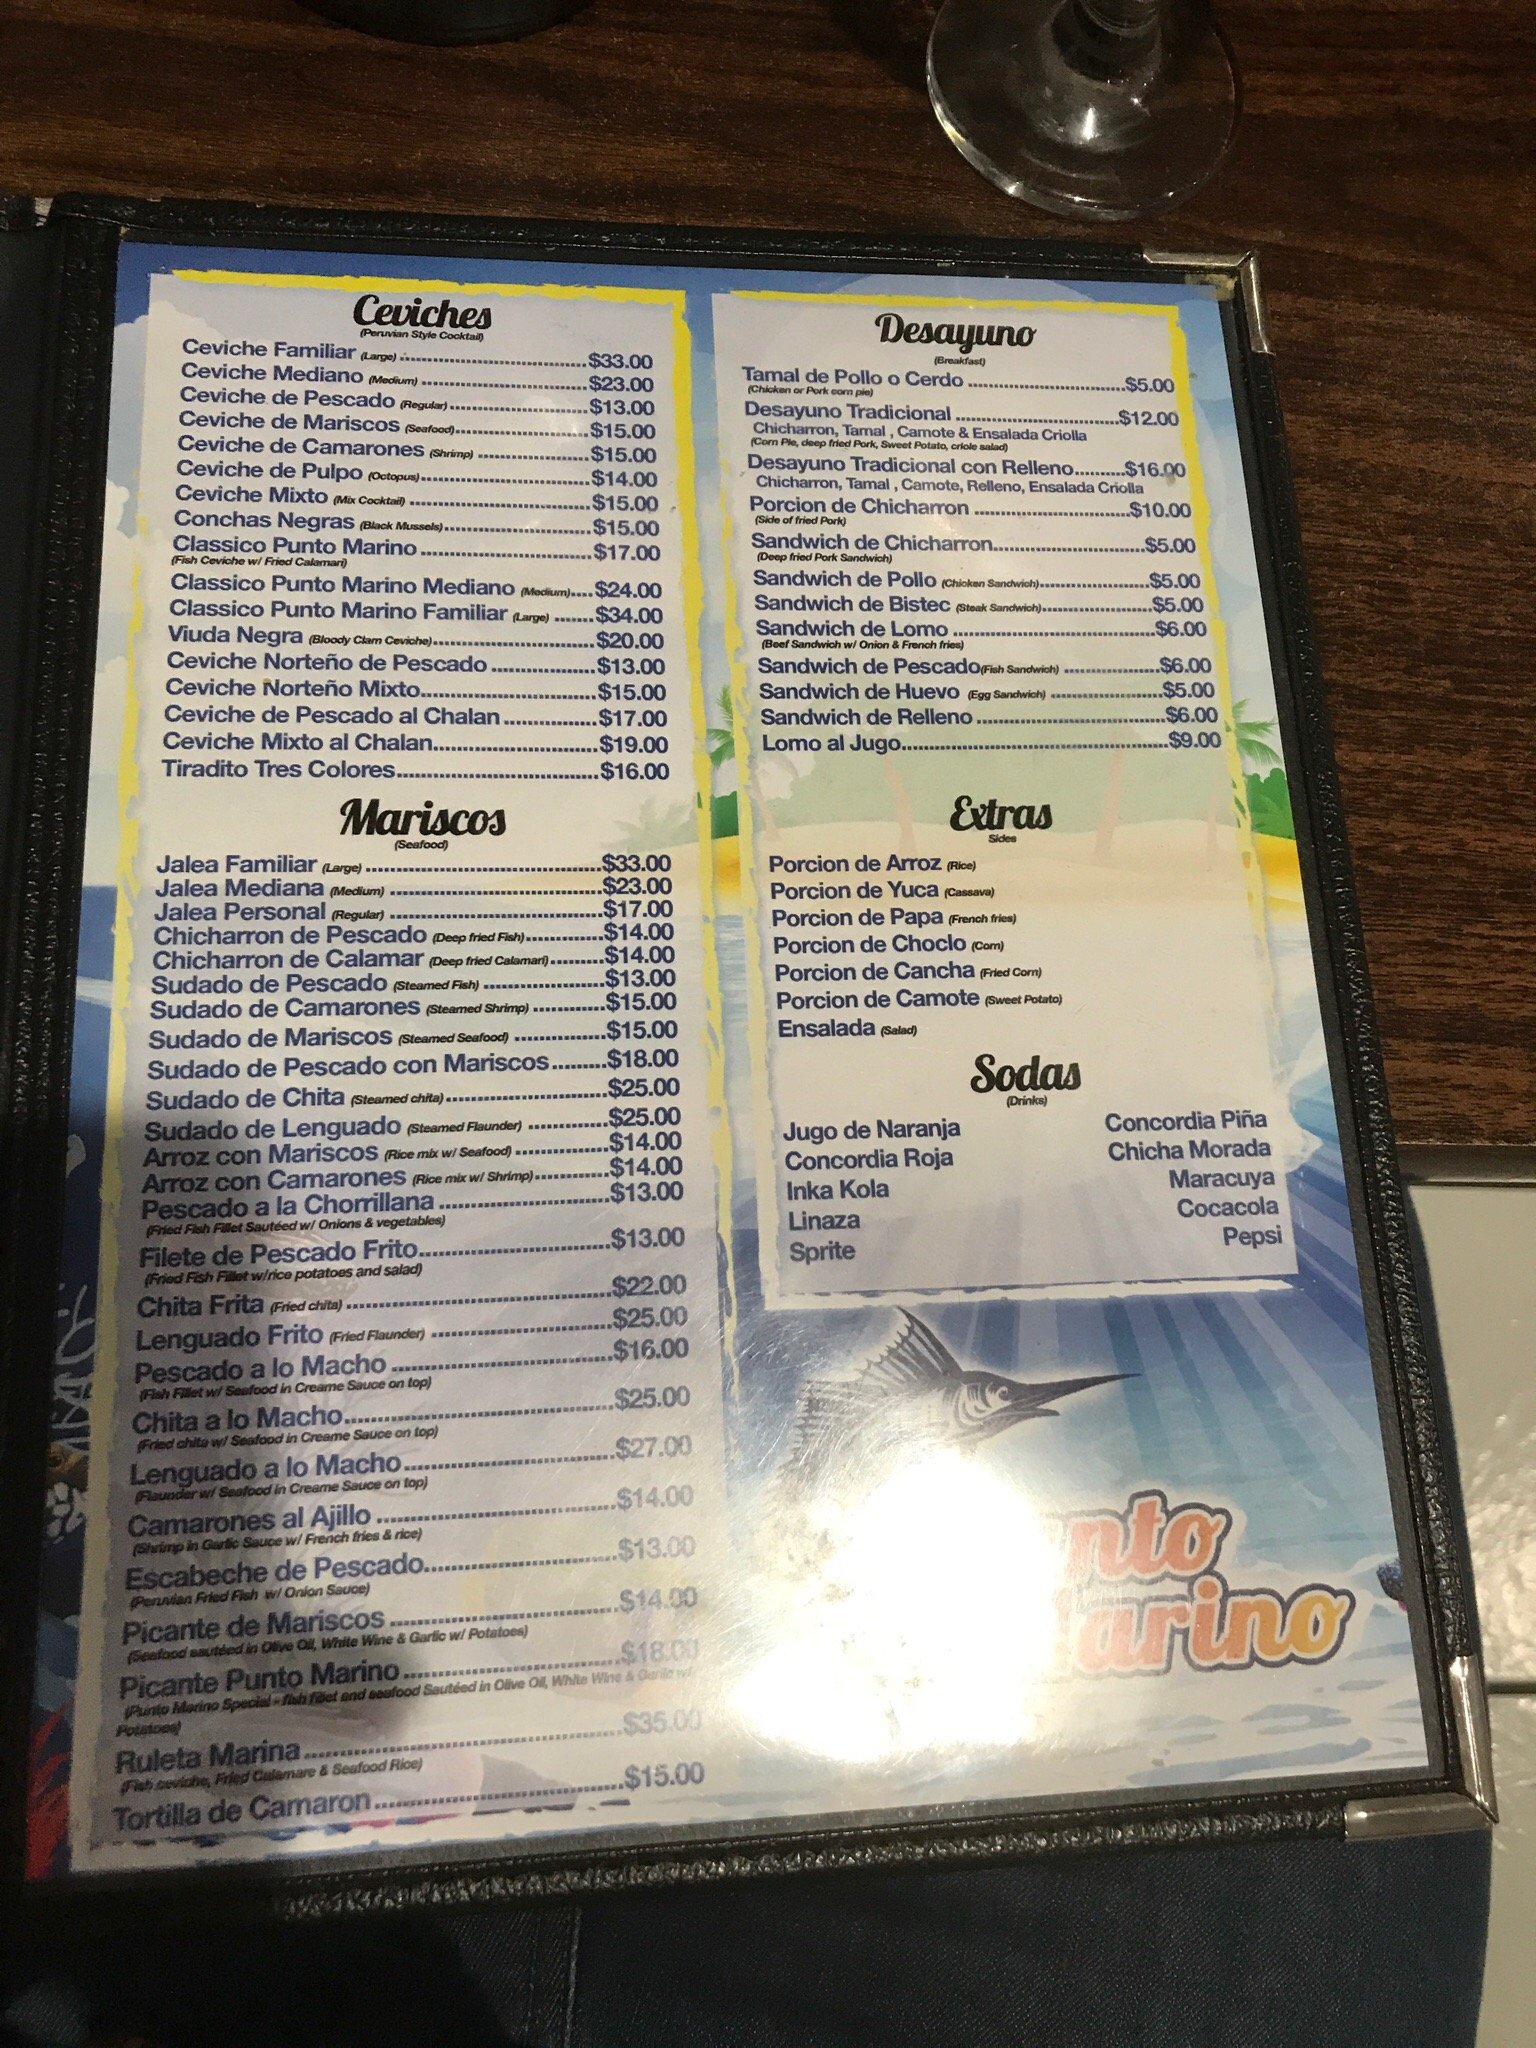 Ceviches
(Peruvian Style Cocktail)
Ceviche Familiar (Large) $33.00
Ceviche Mediano (Medium) $23.00
Ceviche de Pescado (Regular) $13.00
Ceviche de Mariscos (Seafood) $15.00
Ceviche de Camarones (Shrimp) $15.00
Ceviche de Pulpo (Octopus) $14.00
Ceviche Mixto (Mix Cocktail) $15.00
Conchas Negras (Black Mussels) $15.00
Classico Punto Marino $17.00
(Fish Ceviche w/ Fried Calamari)
Classico Punto Marino Mediano (Medium) $24.00
Classico Punto Marino Familiar (Large) $34.00
Viuda Negra (Bloody Clam Ceviche) $20.00
Ceviche Norteño de Pescado $13.00
Ceviche Norteño Mixto $15.00
Ceviche de Pescado al Chalan $17.00
Ceviche Mixto al Chalan $19.00
Tiradito Tres Colores $16.00
Mariscos
(Seafood)
Jalea Familiar (Large) $33.00
Jalea Mediana (Medium) $23.00
Jalea Personal (Regular) $17.00
Chicharron de Pescado (Deep fried Fish) $14.00
Chicharron de Calamar (Deep fried Calamari) $14.00
Sudado de Pescado (Steamed Fish) $13.00
Sudado de Camarones (Steamed Shrimp) $15.00
Sudado de Mariscos (Steamed Seafood) $15.00
Sudado de Pescado con Mariscos $18.00
Sudado de Chita (Steamed chita) $25.00
Sudado de Lenguado (Steamed Flaunder) $25.00
Arroz con Mariscos (Rice mix w/ Seafood) $14.00
Arroz con Camarones (Rice mix w/ Shrimp) $14.00
Pescado a la Chorrillana $13.00
(Fried Fish Fillet Sautéed w/ Onions & vegetables)
Filete de Pescado Frito $13.00
(Fried Fish Fillet w/rice potatoes and salad)
Chita Frita (Fried chita) $22.00
Lenguado Frito (Fried Flaunder) $25.00
Pescado a lo Macho $16.00
(Fish Fillet w/ Seafood in Creame Sauce on top)
Chita a lo Macho $25.00
(Fried chita w/ Seafood in Creame Sauce on top)
Lenguado a lo Macho $27.00
(Flaunder w/ Seafood in Creame Sauce on top)
Camarones al Ajillo $14.00
(Shrimp in Garlic Sauce w/ French fries & rice)
Escabeche de Pescado $13.00
(Peruvian Fried Fish w/ Onion Sauce)
Picante de Mariscos $14.00
(Seafood sautéed in Olive Oil, White Wine & Garlic w/ Potatoes)
Picante Punto Marino $18.00
(Punto Marino Special - fish fillet and seafood Sautéed in Olive Oil, White Wine & Garlic w/
Potatoes)
Ruleta Marina $35.00
(Fish ceviche, Fried Calamare & Seafood Rice)
Tortilla de Camaron $15.00
Desayuno
(Breakfast)
Tamal de Pollo o Cerdo $5.00
(Chicken or Pork corn pie)
Desayuno Tradicional $12.00
Chicharron, Tamal , Camote & Ensalada Criolla
(Corn Pie, deep fried Pork, Sweet Potato, criole salad)
Desayuno Tradicional con Relleno $16.00
Chicharron, Tamal , Camote, Relleno, Ensalada Criolla
Porcion de Chicharron $10.00
(Side of fried Pork)
Sandwich de Chicharron $5.00
(Deep fried Pork Sandwich)
Sandwich de Pollo (Chicken Sandwich) $5.00
Sandwich de Bistec (Steak Sandwich) $5.00
Sandwich de Lomo $6.00
(Beef Sandwich w/ Onion & French fries)
Sandwich de Pescado(Fish Sandwich) $6.00
Sandwich de Huevo (Egg Sandwich) $5.00
Sandwich de Relleno $6.00
Lomo al Jugo $9.00
Extras
Sides
Porcion de Arroz (Rice)
Porcion de Yuca (Cassava)
Porcion de Papa (French fries)
Porcion de Choclo (Corn)
Porcion de Cancha (Fried Corn)
Porcion de Camote (Sweet Potato)
Ensalada (Salad)
Sodas
(Drinks)
Jugo de Naranja
Concordia Roja
Inka Kola
Linaza
Sprite
Concordia Piña
Chicha Morada
Maracuya
Cocacola
Pepsi
nto
arino